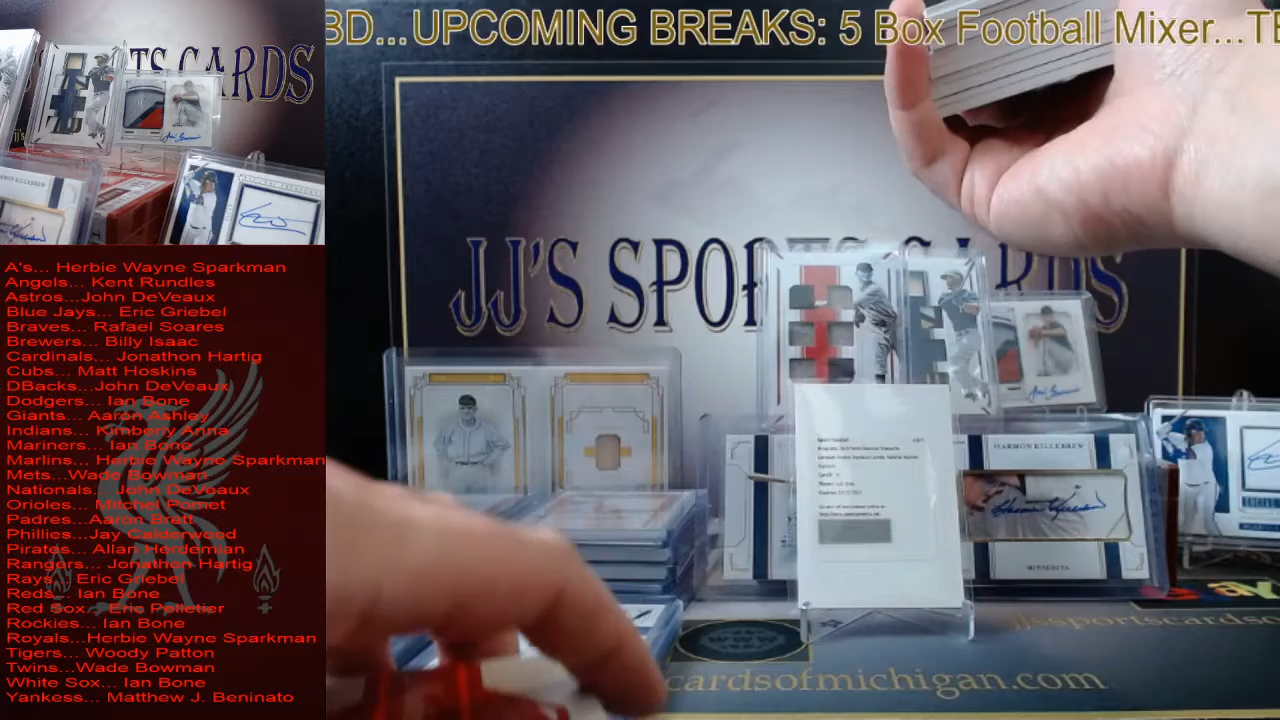 BD...UPCOMING BREAKS: 5 Box Football Mixer...TE
TS CARDS
JJ'S SPORTS CARDS
A's... Herbie Wayne Sparkman
Angels... Kent Rundles
Astros...John DeVeaux
Blue Jays... Eric Griebel
Braves... Rafael Soares
Brewers... Billy Isaac
Cardinals... Jonathon Hartig
Cubs... Matt Hoskins
DBacks...John DeVeaux
Dodgers... Ian Bone
Giants... Aaron Ashley
Indians... Kimberly Anna
Mariners... Ian Bone
Marlins... Herbie Wayne Sparkman
Mets...Wade Bowman
Nationals... John DeVeaux
Orioles... Mitchel Pomet
Padres...Aaron Brett
Phillies...Jay Calderwood
Pirates... Allan Herdemian
Rangers... Jonathon Hartig
Rays... Eric Griebel
Reds... Ian Bone
Red Sox... Eric Pelletier
Rockies... Ian Bone
Royals...Herbie Wayne Sparkman
Tigers... Woody Patton
Twins...Wade Bowman
White Sox... Ian Bone
Yankess... Matthew J. Beninato
HARMON KILLEBREW
MINNESOTA
jjssportscardso
cardsofmichigan.com